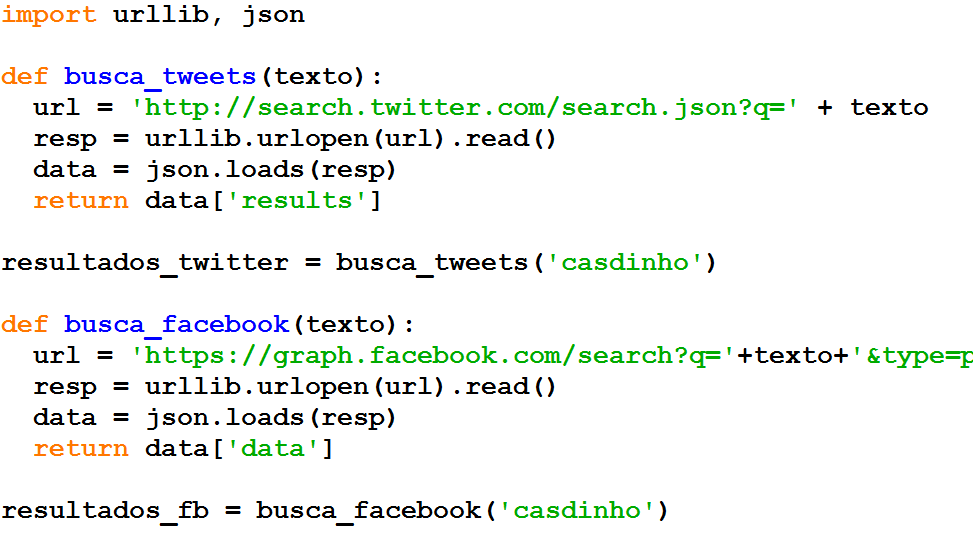 import urllib, json
def busca_tweets(texto):
  url = 'http://search.twitter.com/search.json?q=' + texto
  resp = urllib.urlopen(url).read()
  data = json.loads(resp)
  return data['results']
resultados_twitter = busca_tweets('casdinho')
def busca_facebook(texto):
  url = 'https://graph.facebook.com/search?q='+texto+'&type=p
  resp = urllib.urlopen(url).read()
  data = json.loads(resp)
  return data['data']
resultados_fb = busca_facebook('casdinho')